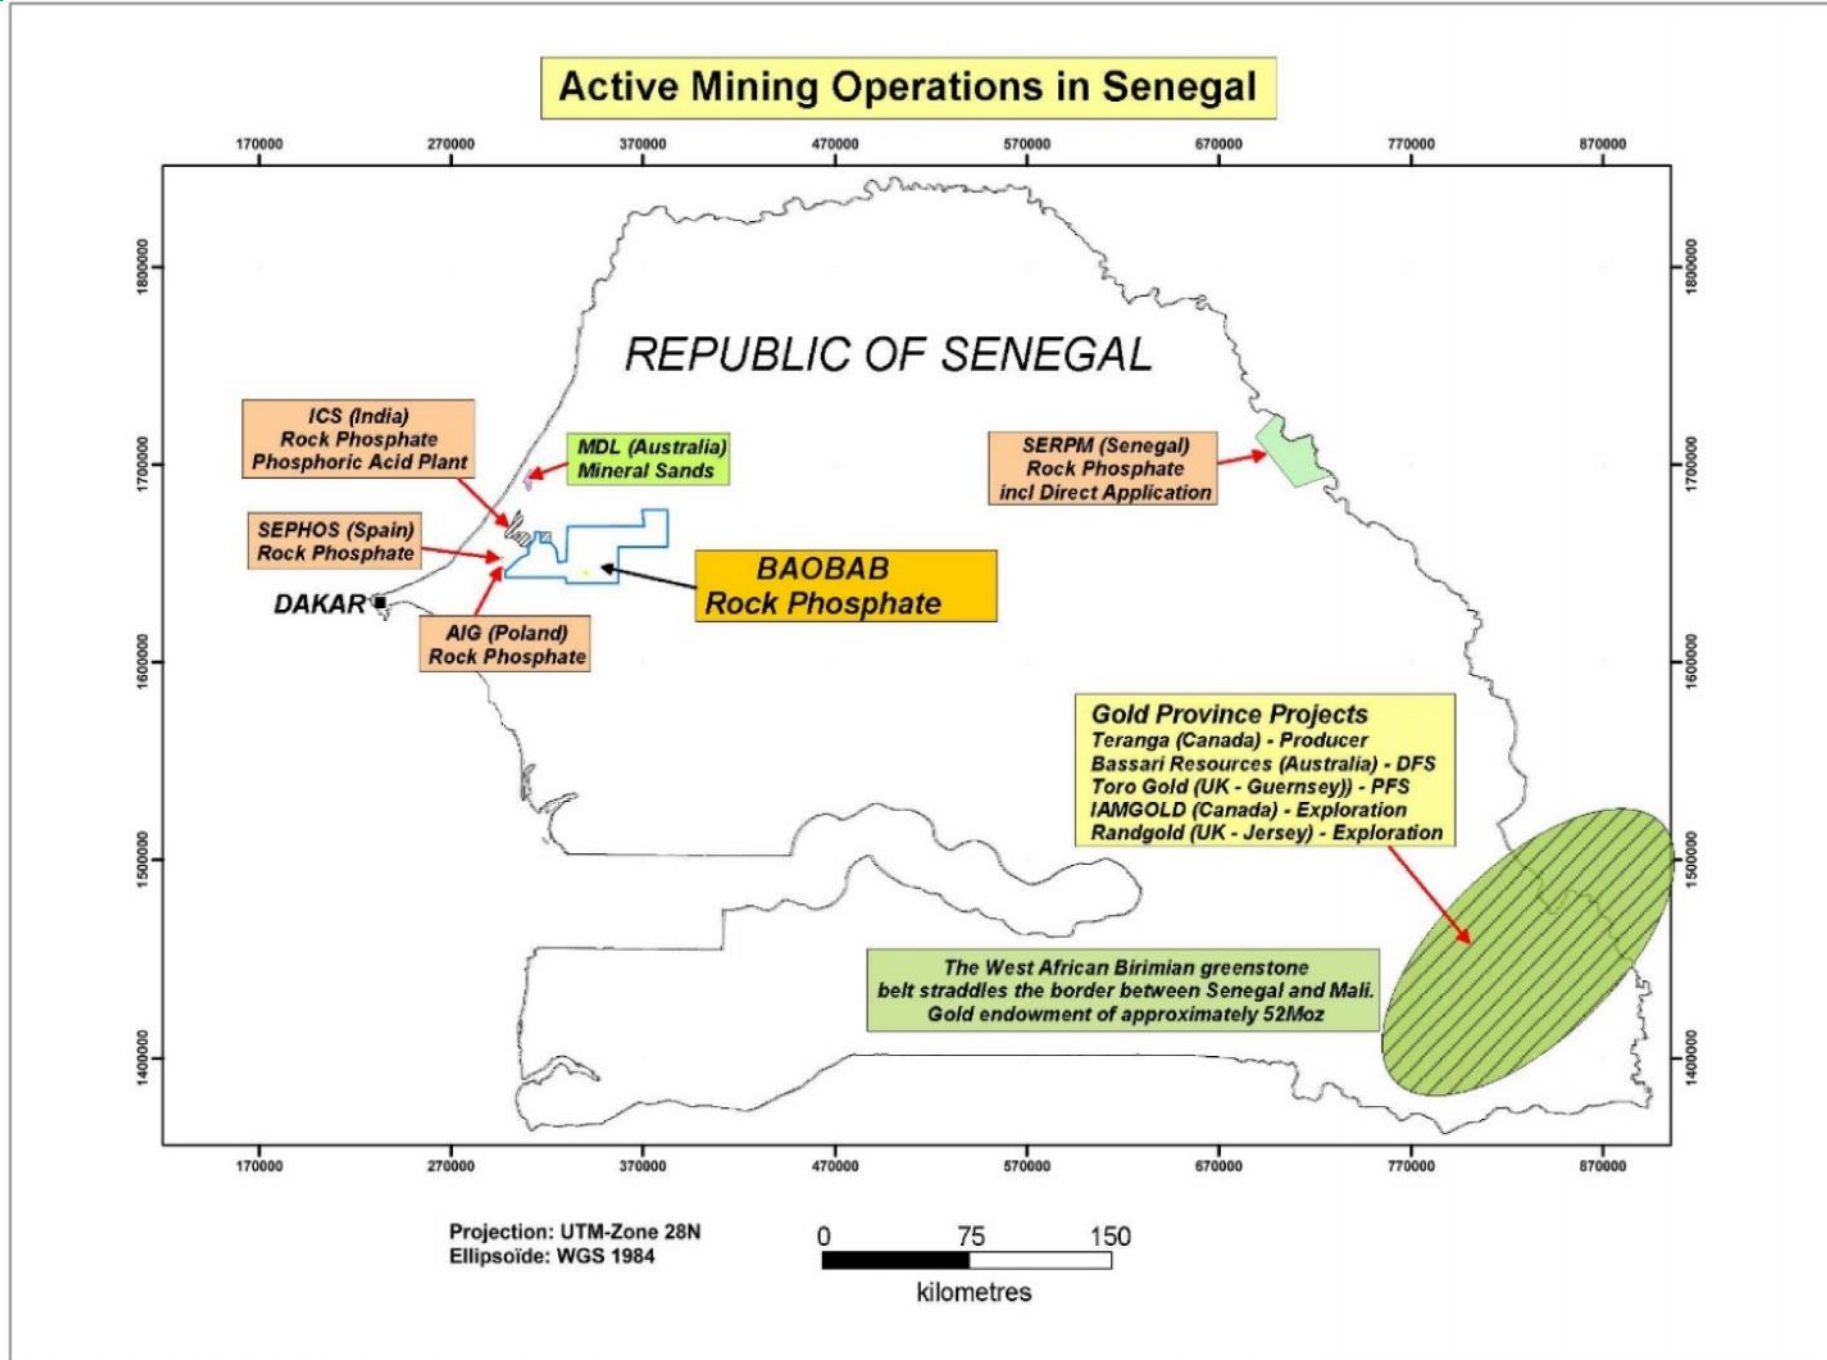 Active Mining Operations in Senegal
170000 270000 370000 470000 570000 670000 770000 870000
1800000
1800000
REPUBLIC OF SENEGAL
ICS (India)
Rock Phosphate
Phosphoric Acid Plant
MDL (Australia)
Mineral Sands
SERPM (Senegal)
Rock Phosphate
incl Direct Application
1700000
1700000
SEPHOS (Spain)
Rock Phosphate
BAOBAB
Rock Phosphate
DAKAR
AIG (Poland)
Rock Phosphate
1600000
1600000
Gold Province Projects
Teranga (Canada) - Producer
Bassari Resources (Australia) - DFS
Toro Gold (UK - Guernsey)) - PFS
IAMGOLD (Canada) - Exploration
Randgold (UK - Jersey) - Exploration
1500000
1500000
The West African Birimian greenstone
belt straddles the border between Senegal and Mali.
Gold endowment of approximately 52Moz
1400000
1400000
170000 270000 370000 470000 570000 670000 770000 870000
Projection: UTM-Zone 28N
Ellipsoïde: WGS 1984
0 75 150
kilometres